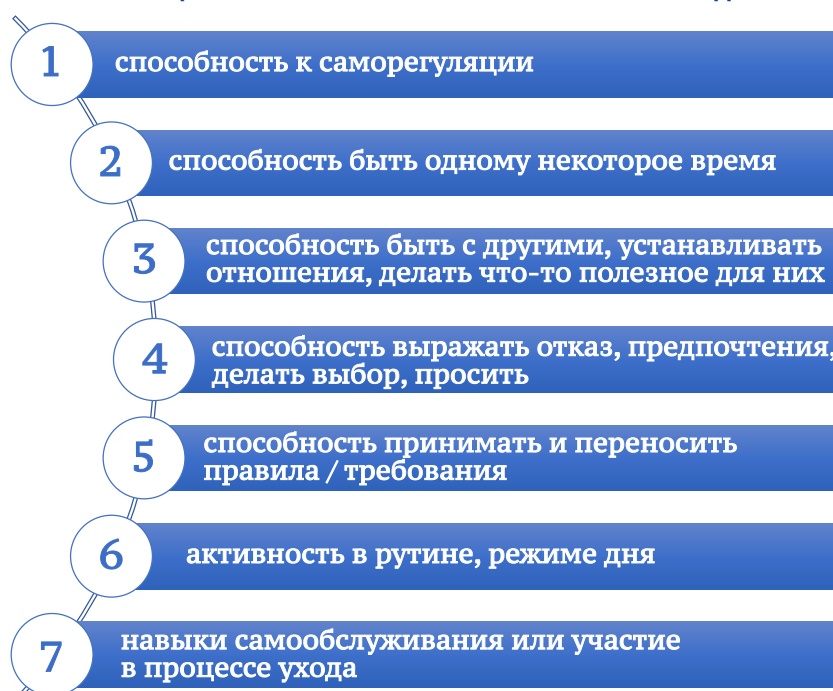 1
способность к саморегуляции
2
способность быть одному некоторое время
3
способность быть с другими, устанавливать
отношения, делать что-то полезное для них
4
способность выражать отказ, предпочтения,
делать выбор, просить
5
способность принимать и переносить
правила / требования
6
активность в рутине, режиме дня
7
навыки самообслуживания или участие
в процессе ухода